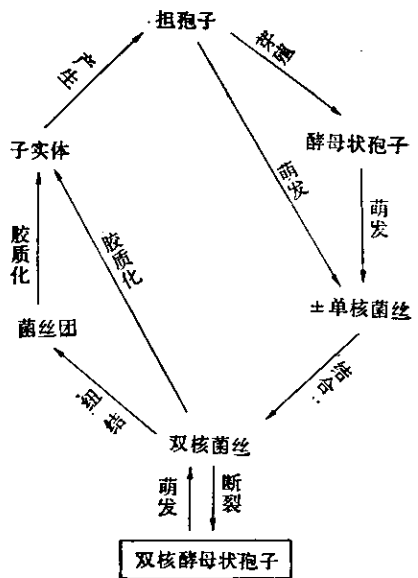 担孢子
产生
芽殖
子实体
酵母状孢子
萌发
萌发
胶质化
胶质化
±单核菌丝
菌丝团
结合
纽结
双核菌丝
萌发
断裂
双核酵母状孢子